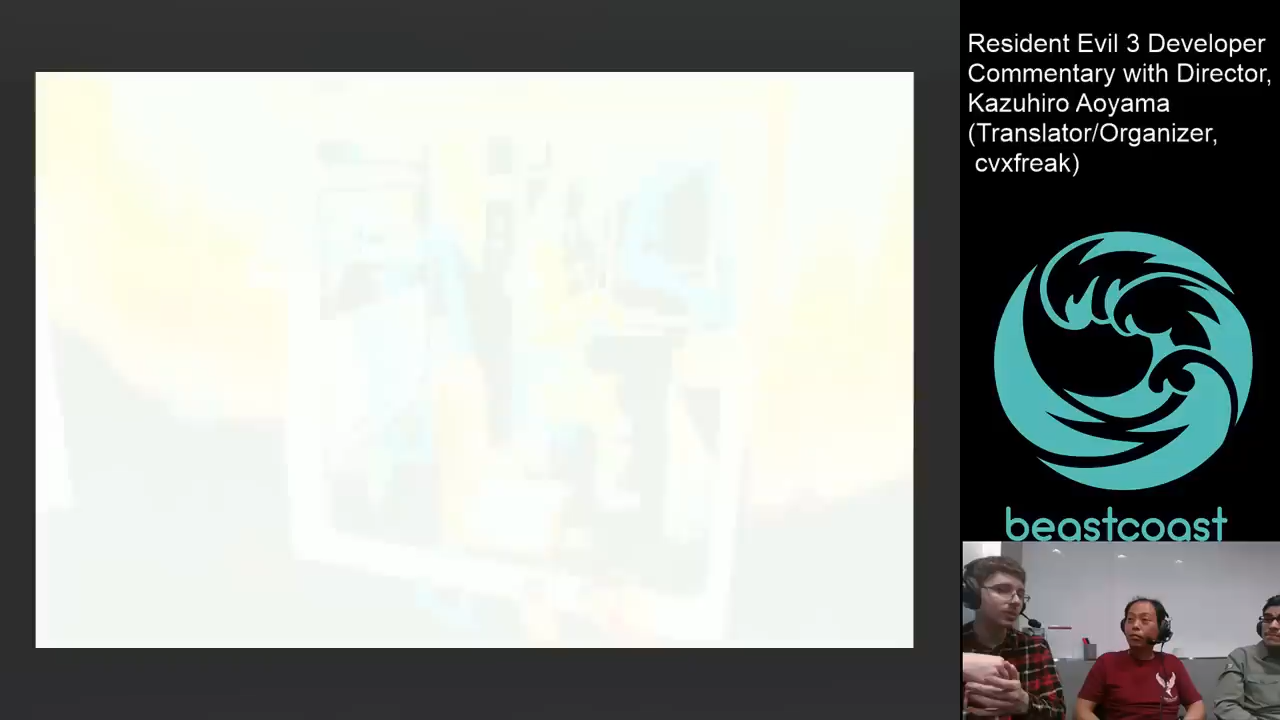 Resident Evil 3 Developer
Commentary with Director,
Kazuhiro Aoyama
(Translator/Organizer,
cvxfreak)
beastcoast